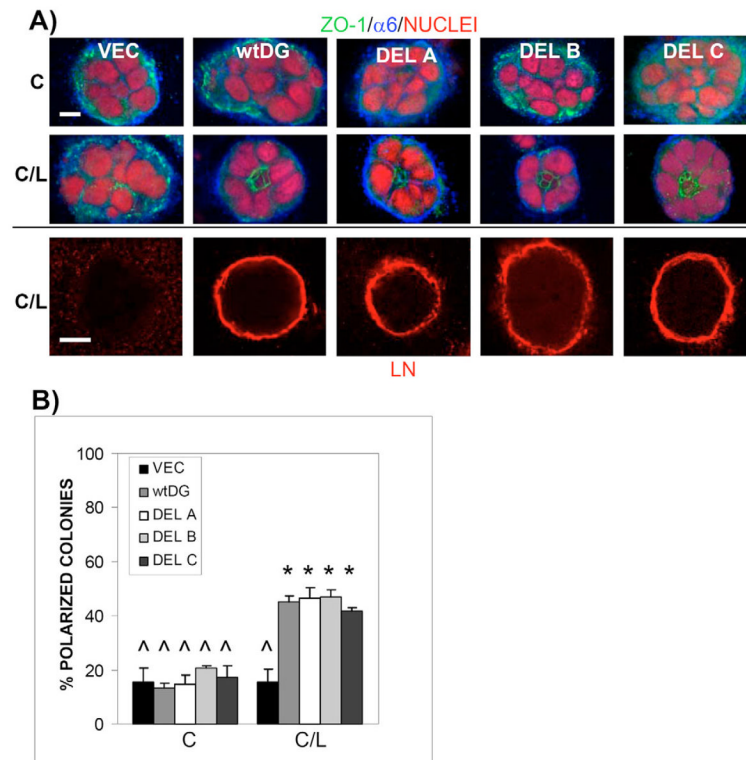 A)
ZO-1/α6/NUCLEI
VEC wtDG DEL A DEL B DEL C
C
C/L
C/L
LN
B)
% POLARIZED COLONIES
100
80
60
40
20
0
VEC
wtDG
DEL A
DEL B
DEL C
* * * *
^ ^ ^ ^ ^ ^
C C/L